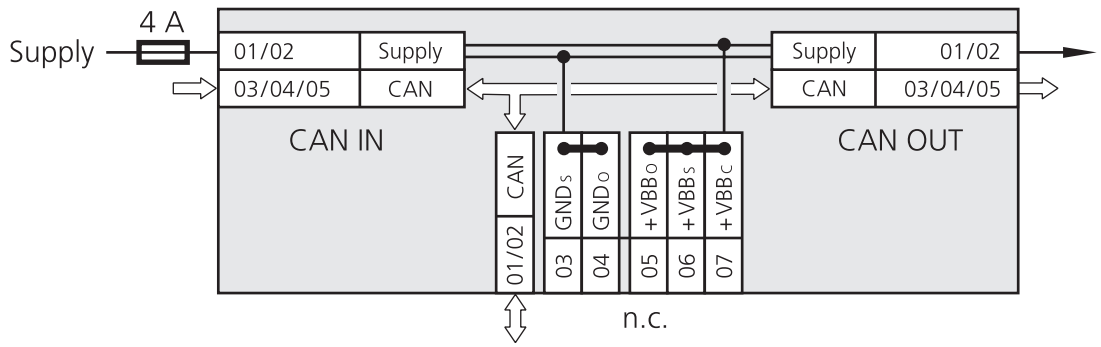 4 A
Supply
01/02 Supply
03/04/05 CAN
CAN IN
Supply 01/02
CAN 03/04/05
CAN OUT
CAN 01/02
GNDS 03
GNDO 04
+VBBO 05
+VBBS 06
+VBBC 07
n.c.